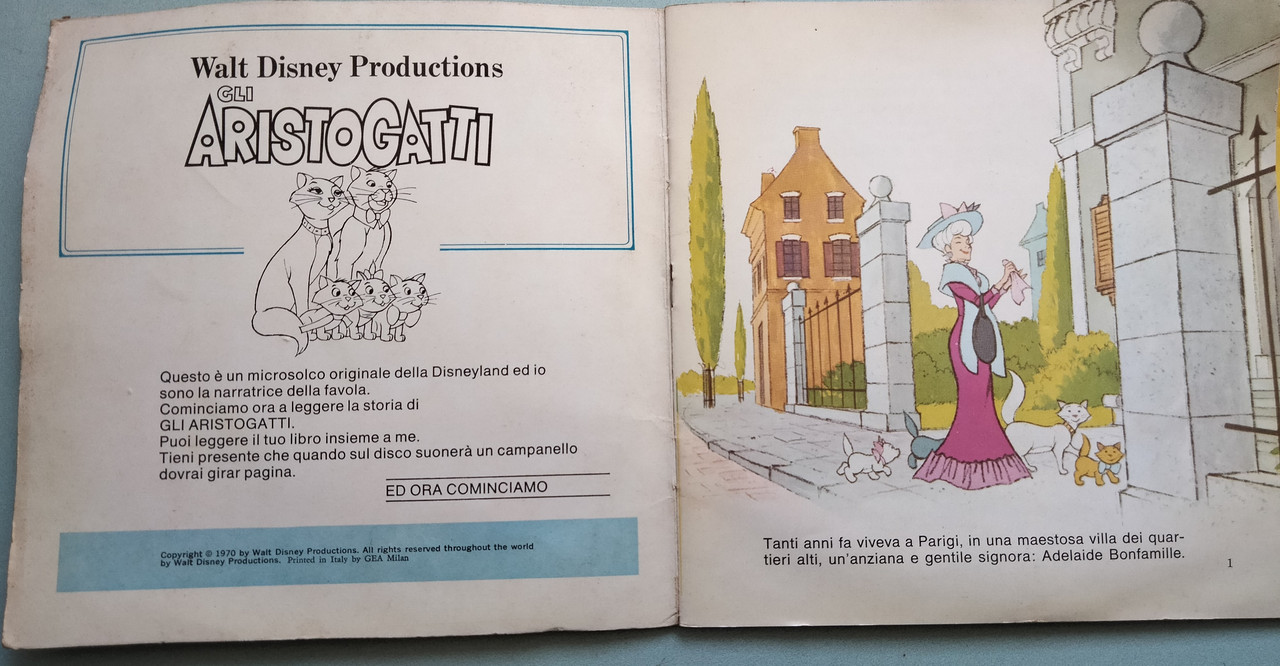 Walt Disney Productions
GLI
ARISTOGATTI
Questo è un microsolco originale della Disneyland ed io
sono la narratrice della favola.
Cominciamo ora a leggere la storia di
GLI ARISTOGATTI.
Puoi leggere il tuo libro insieme a me.
Tieni presente che quando sul disco suonerà un campanello
dovrai girar pagina.
ED ORA COMINCIAMO
Copyright © 1970 by Walt Disney Productions. All rights reserved throughout the world
by Walt Disney Productions. Printed in Italy by GEA Milan
Tanti anni fa viveva a Parigi, in una maestosa villa dei quar-
tieri alti, un'anziana e gentile signora: Adelaide Bonfamille.
1